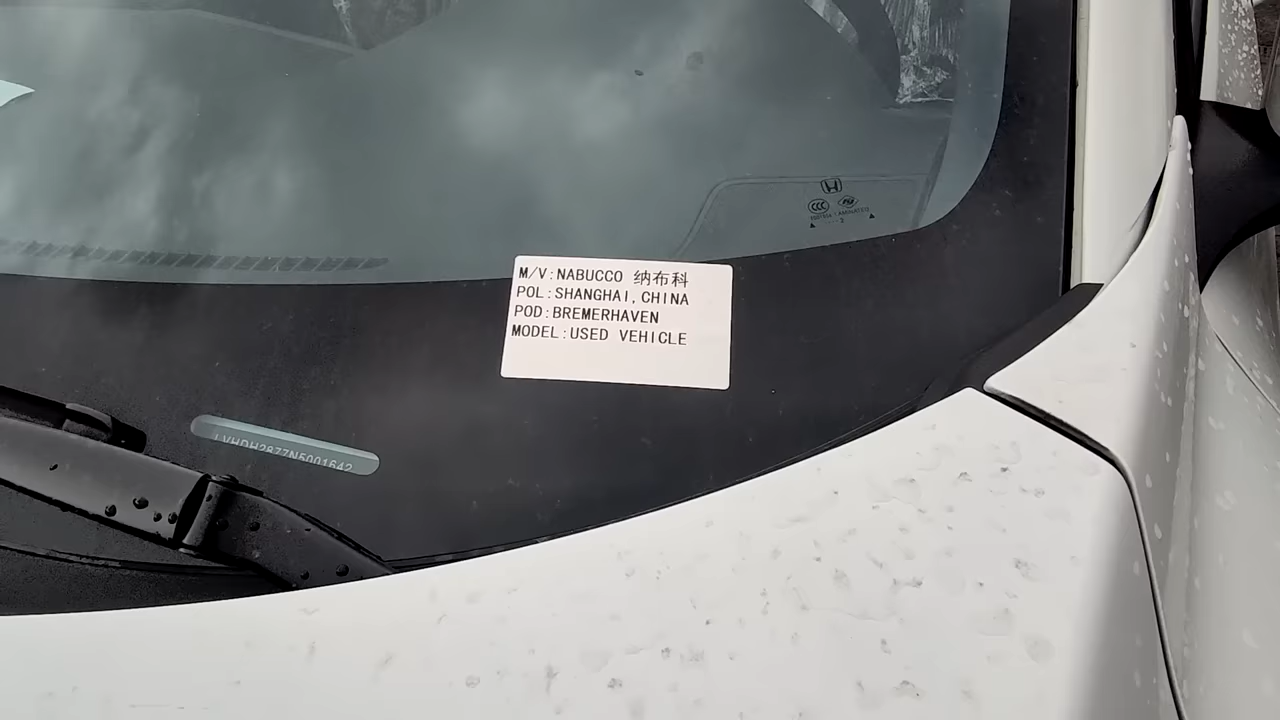 M/V:NABUCCO 纳布科
POL:SHANGHAI,CHINA
POD:BREMERHAVEN
MODEL:USED VEHICLE
LVHDH2877N5001642